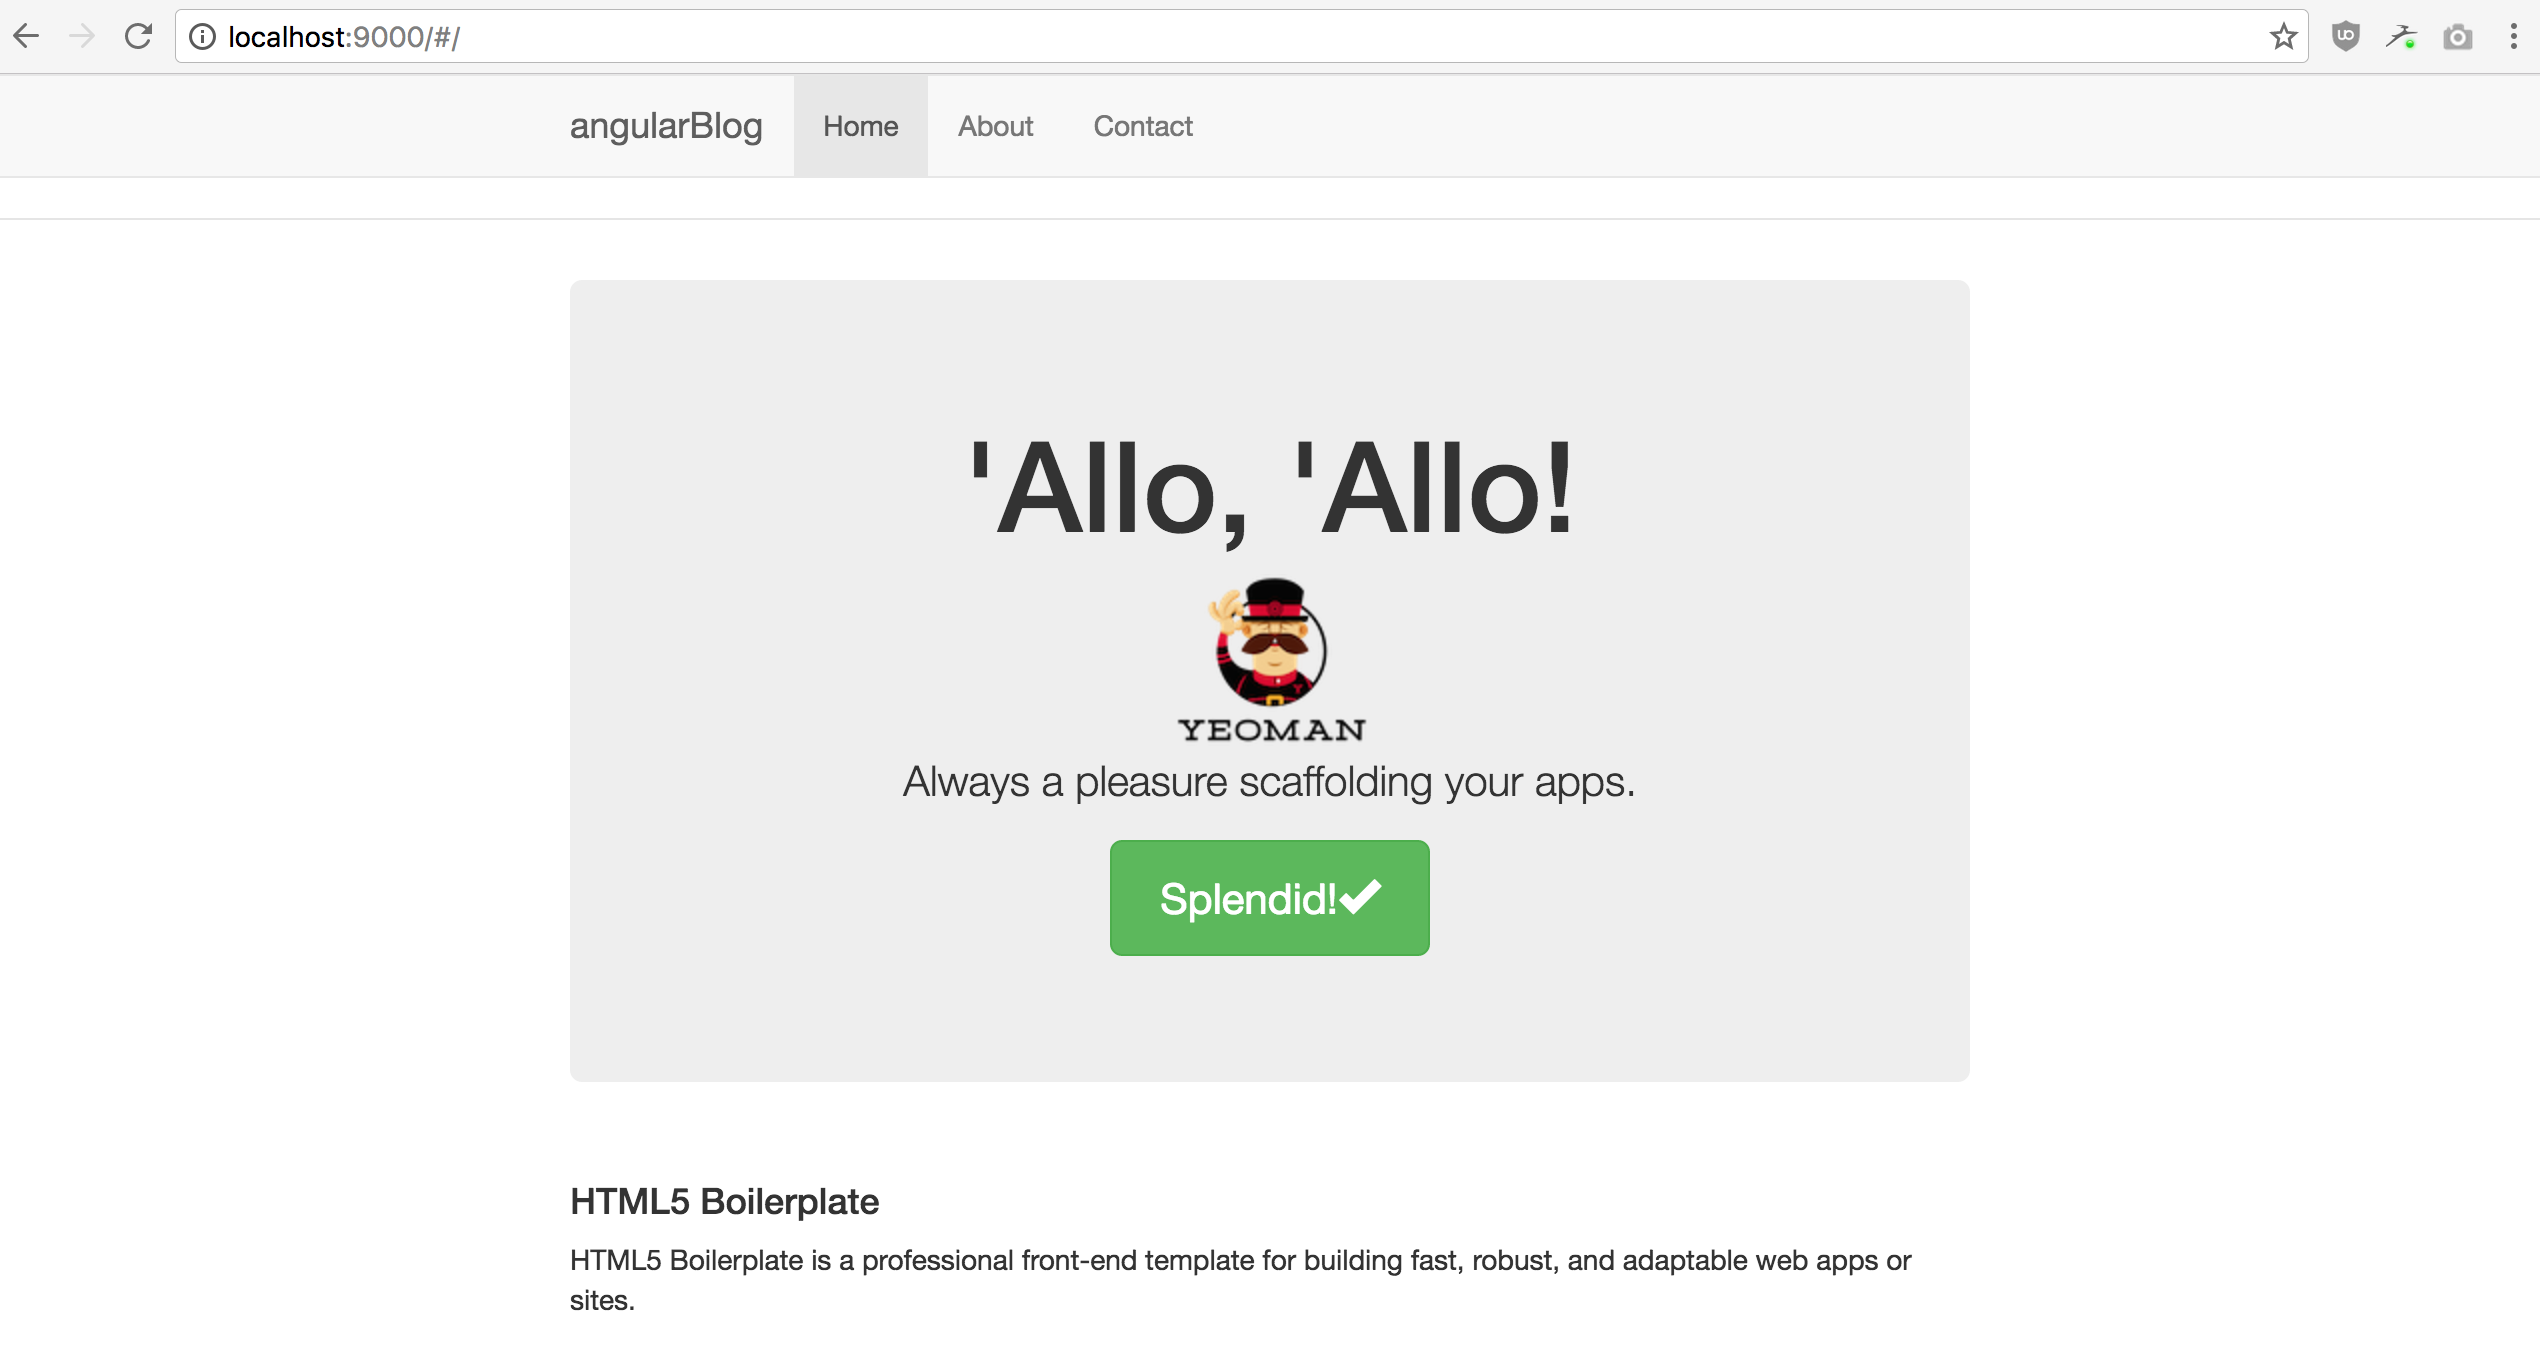 localhost:9000/#/
angularBlog Home About Contact
'Allo, 'Allo!
YEOMAN
Always a pleasure scaffolding your apps.
Splendid!
HTML5 Boilerplate
HTML5 Boilerplate is a professional front-end template for building fast, robust, and adaptable web apps or
sites.